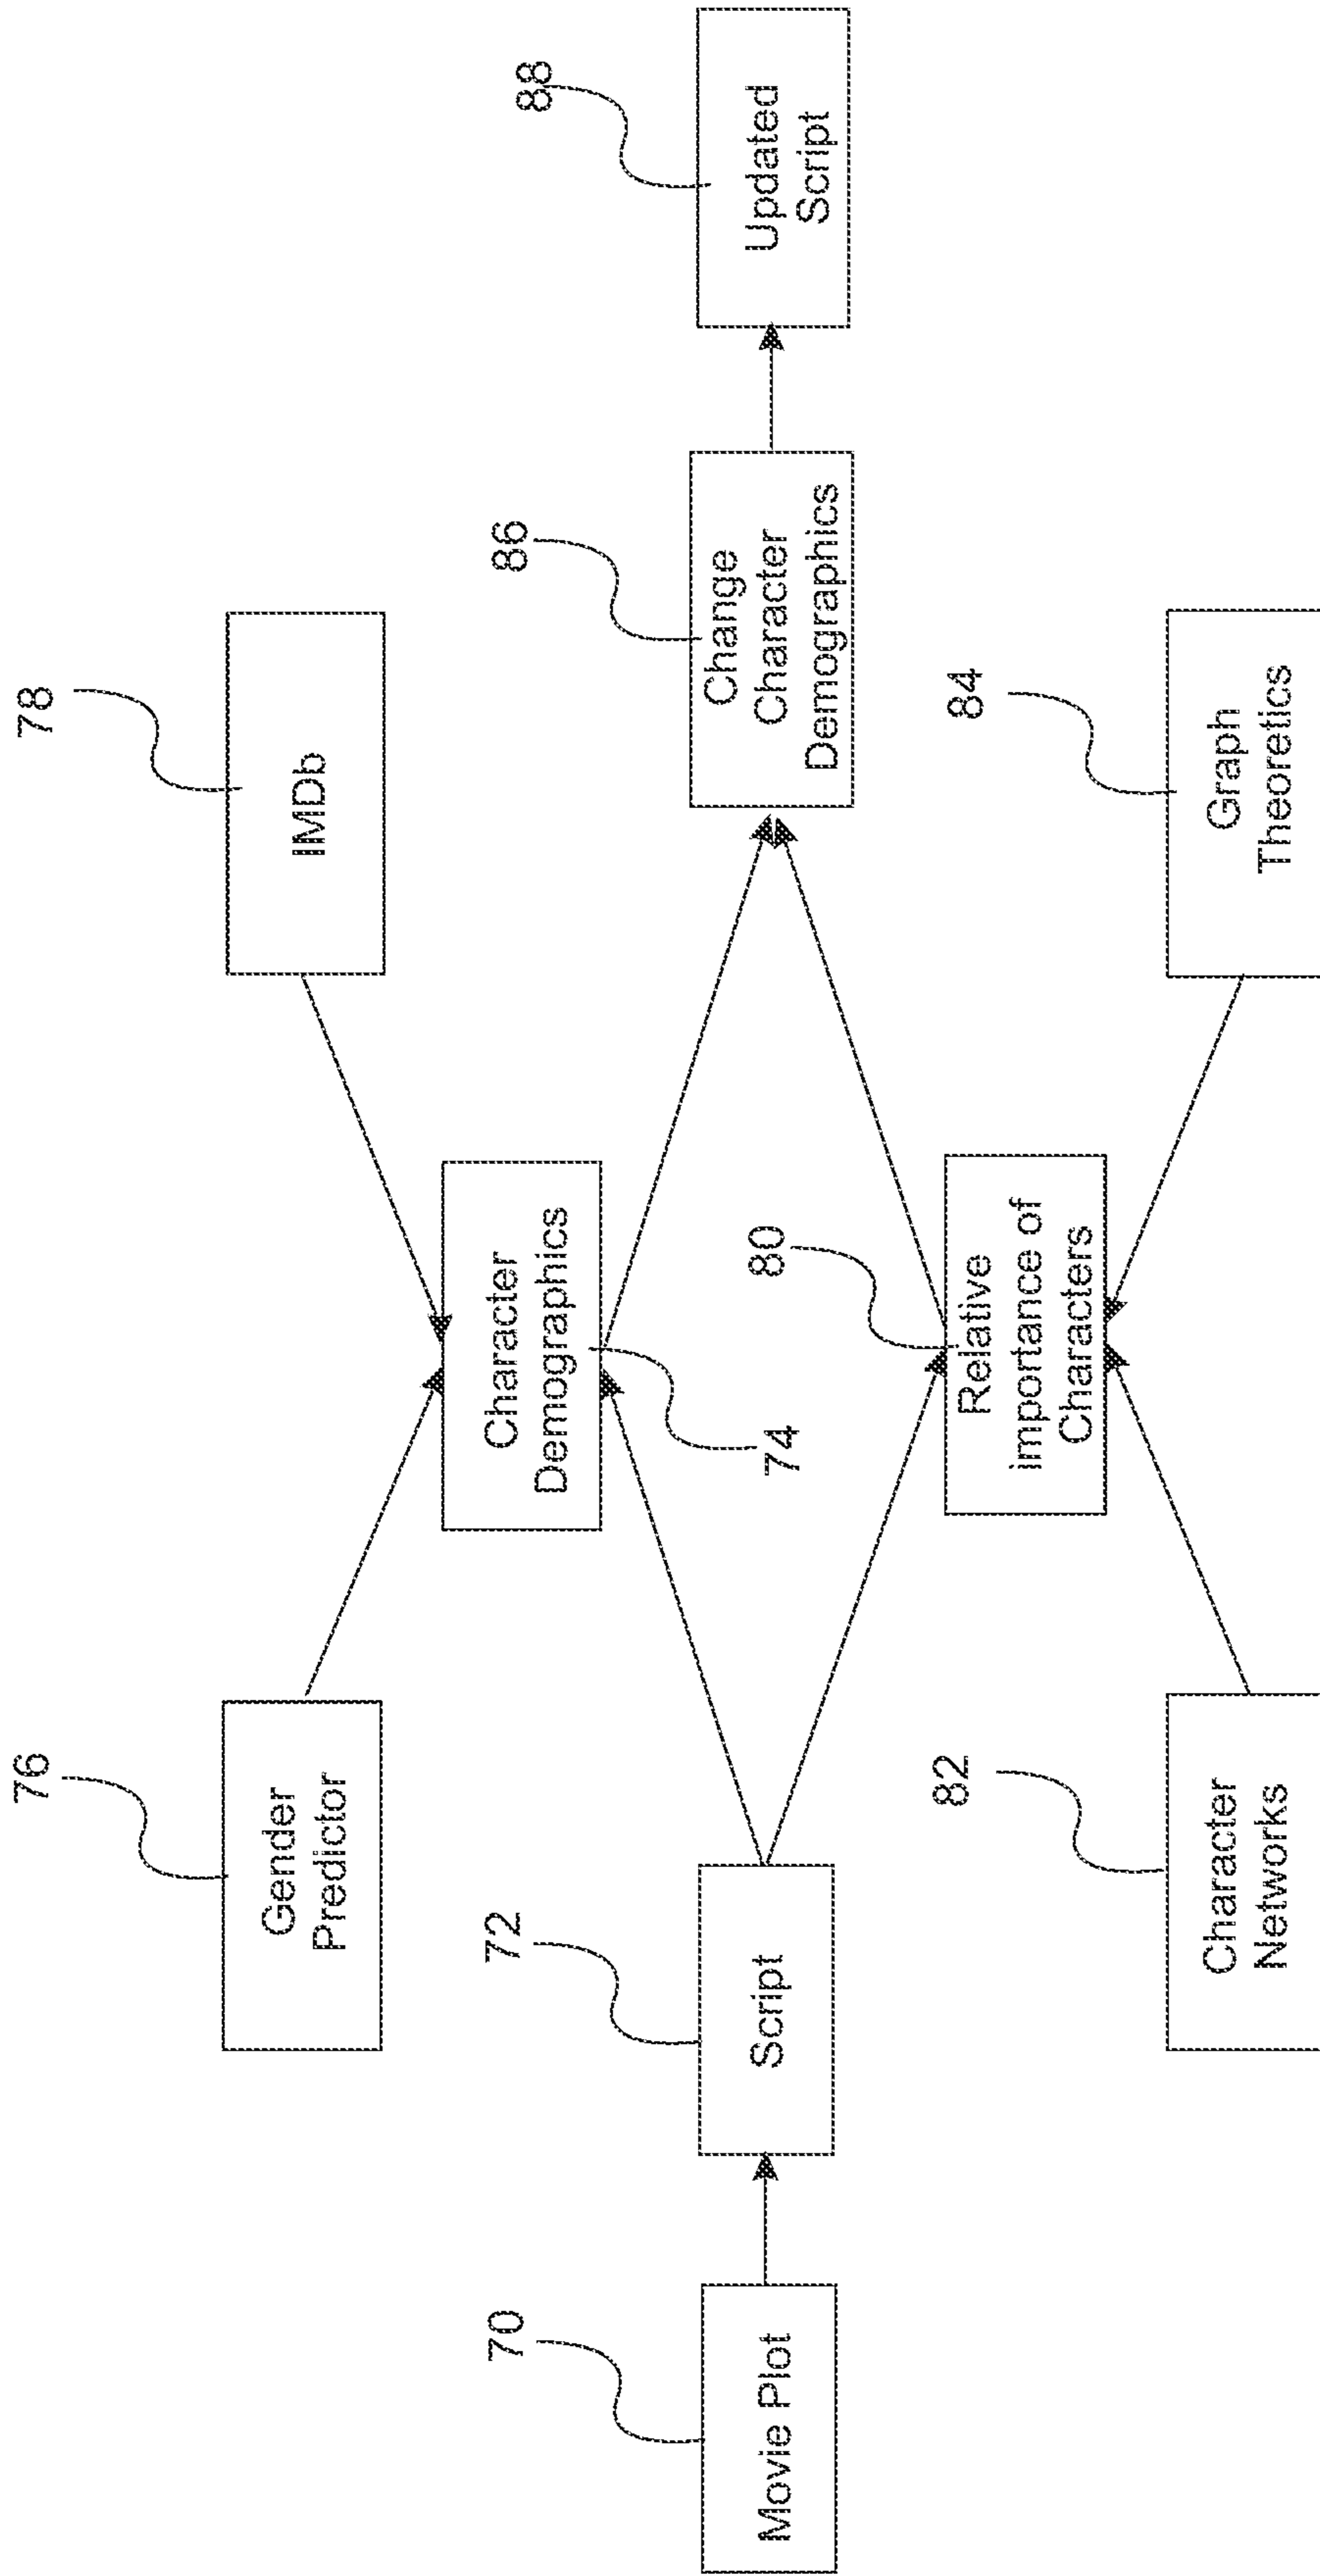 76
Gender
Predictor
78
IMDb
70
Movie Plot
72
Script
Character
Demographics
74
80
Relative
importance of
Characters
86
Change
Character
Demographics
88
Updated
Script
82
Character
Networks
84
Graph
Theoretics